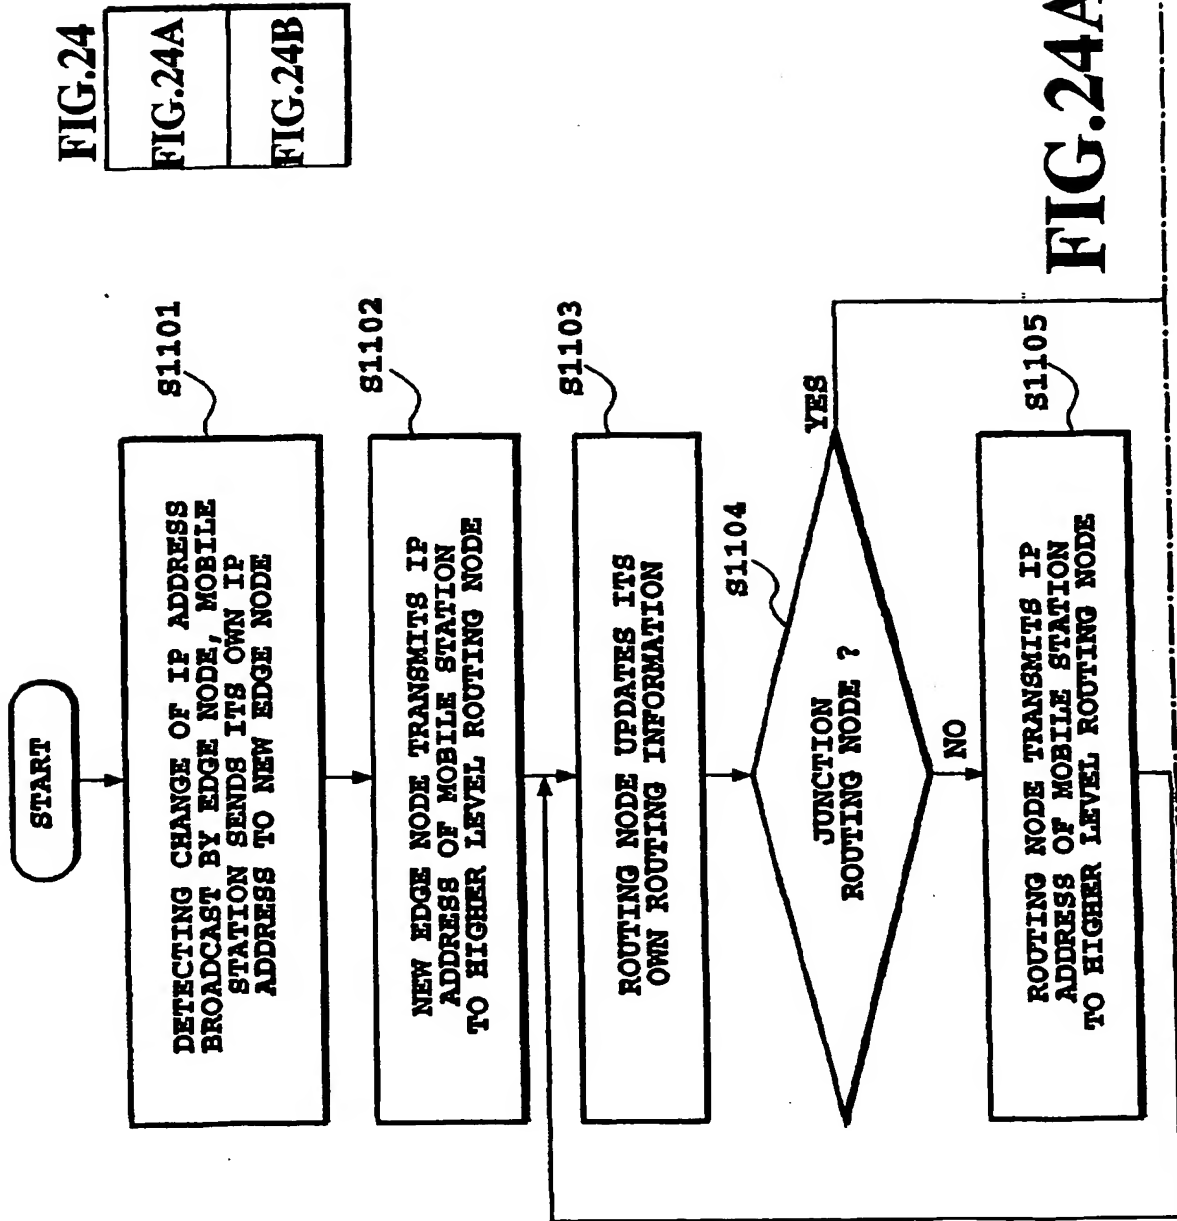 FIG.24
FIG.24A
FIG.24B
START
DETECTING CHANGE OF IP ADDRESS
BROADCAST BY EDGE NODE, MOBILE
STATION SENDS ITS OWN IP
ADDRESS TO NEW EDGE NODE
S1101
NEW EDGE NODE TRANSMITS IP
ADDRESS OF MOBILE STATION
TO HIGHER LEVEL ROUTING NODE
S1102
ROUTING NODE UPDATES ITS
OWN ROUTING INFORMATION
S1103
JUNCTION
ROUTING NODE ?
S1104
YES
NO
ROUTING NODE TRANSMITS IP
ADDRESS OF MOBILE STATION
TO HIGHER LEVEL ROUTING NODE
S1105
FIG.24A